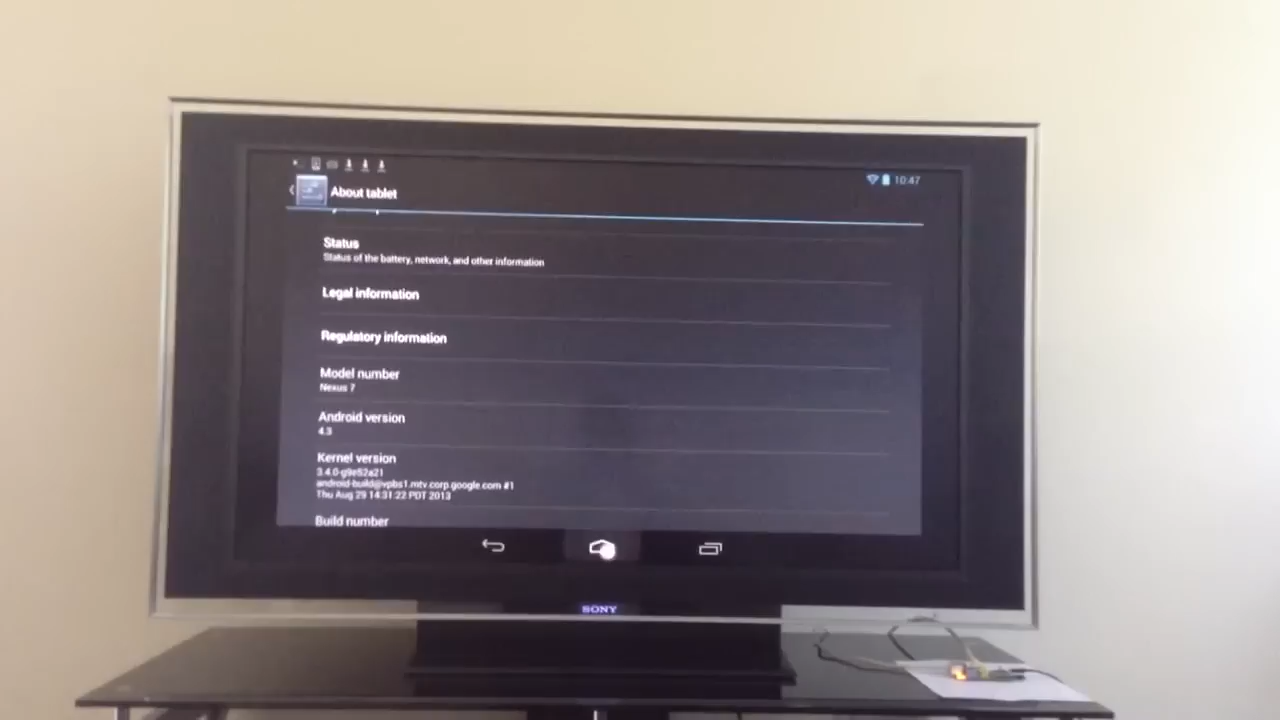 10:47
About tablet
Status
Status of the battery, network, and other information
Legal information
Regulatory information
Model number
Nexus 7
Android version
4.3
Kernel version
3.4.0-g9e52a21
android-build@vpbs1.mtv.corp.google.com #1
Thu Aug 29 14:31:22 PDT 2013
Build number
SONY